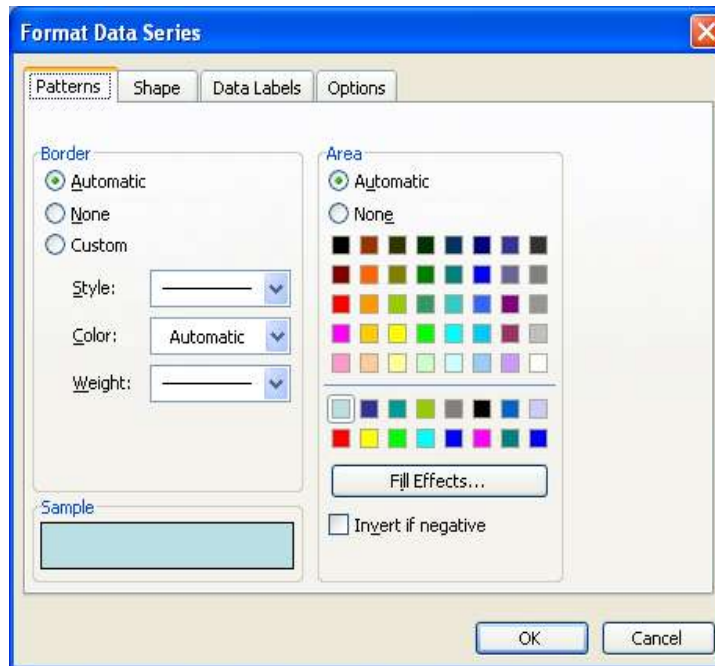 Format Data Series
Patterns Shape Data Labels Options
Border
Automatic
None
Custom
Style:
Color: Automatic
Weight:
Sample
Area
Automatic
None
Fill Effects...
Invert if negative
OK Cancel